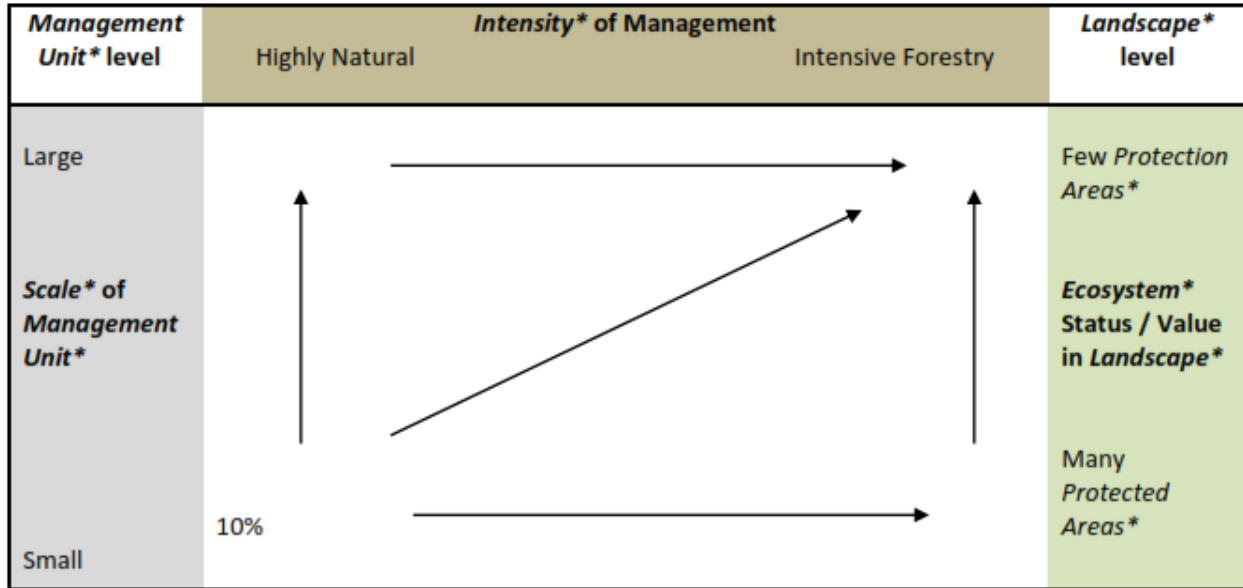 Management
Unit* level
Intensity* of Management
Highly Natural
Intensive Forestry
Landscape*
level
Large
Few Protection
Areas*
Scale* of
Management
Unit*
Ecosystem*
Status / Value
in Landscape*
10%
Small
Many
Protected
Areas*